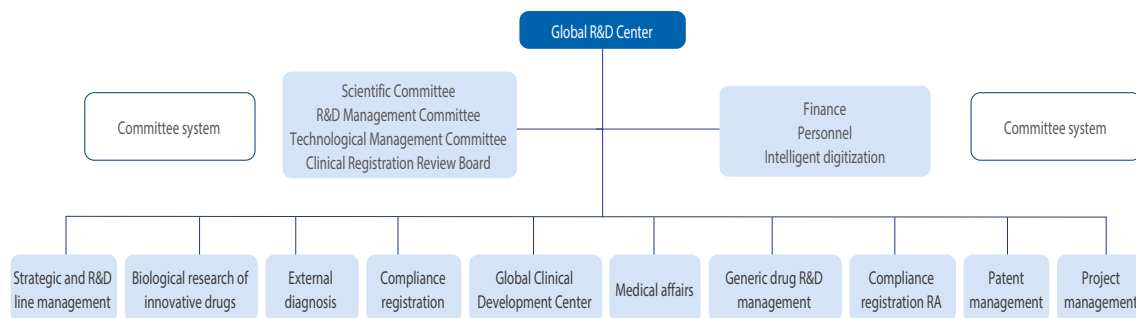 Global R&D Center
Committee system
Scientific Committee
R&D Management Committee
Technological Management Committee
Clinical Registration Review Board
Finance
Personnel
Intelligent digitization
Committee system
Strategic and R&D
line management
Biological research of
innovative drugs
External
diagnosis
Compliance
registration
Global Clinical
Development Center
Medical affairs
Generic drug R&D
management
Compliance
registration RA
Patent
management
Project
management